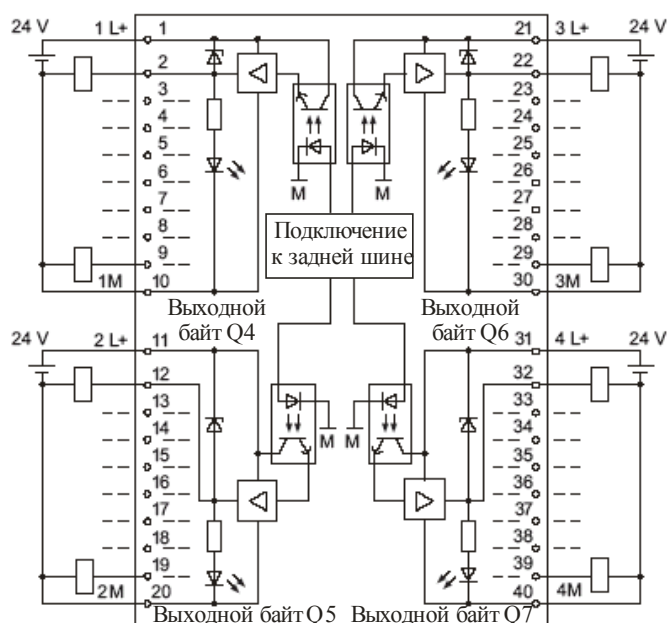 24 V 1 L+ 1 21 3 L+ 24 V
2 22
3 23
4 24
5 25
6 26
7 27
8 28
9 29
1M 10 30 3M
M M
Подключение
к задней шине
Выходной
байт Q4
Выходной
байт Q6
24 V 2 L+ 11 31 4 L+ 24 V
12 32
13 33
14 34
15 35
16 36
17 37
18 38
19 39
2M 20 40 4M
M M
Выходной байт Q5 Выходной байт Q7